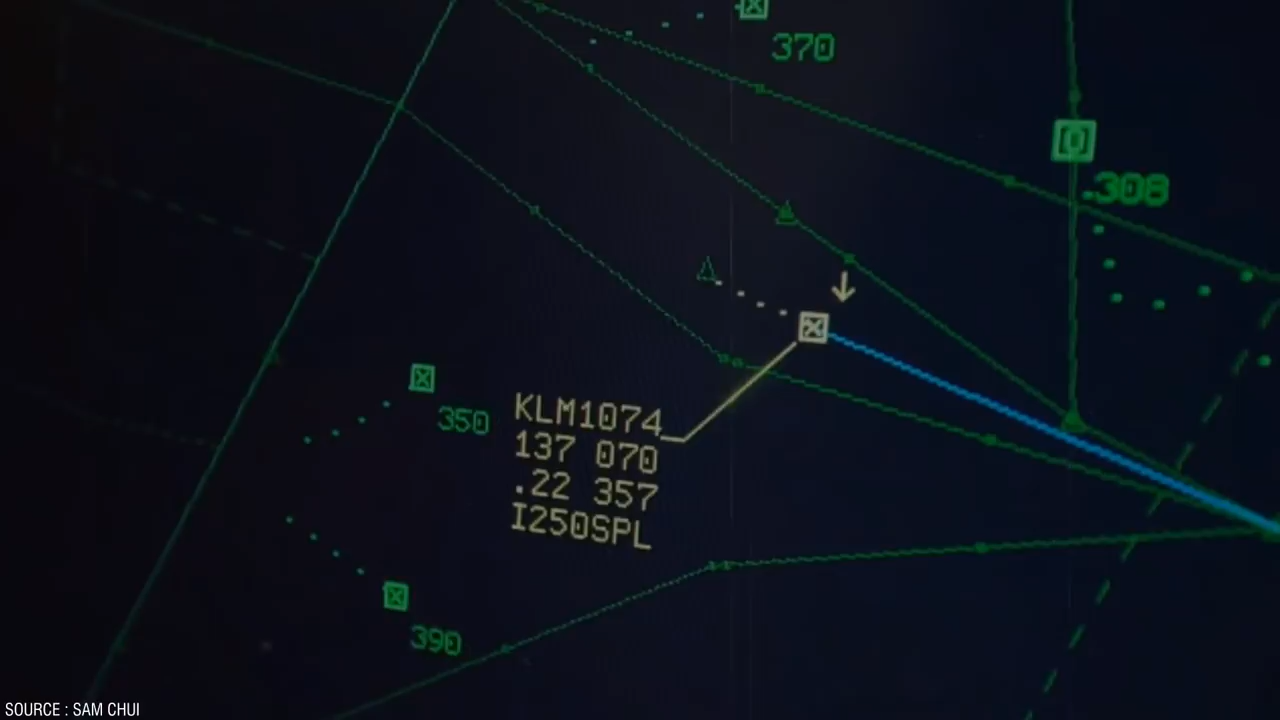 370
.308
350
KLM1074
137 070
.22 357
I250SPL
390
SOURCE : SAM CHUI